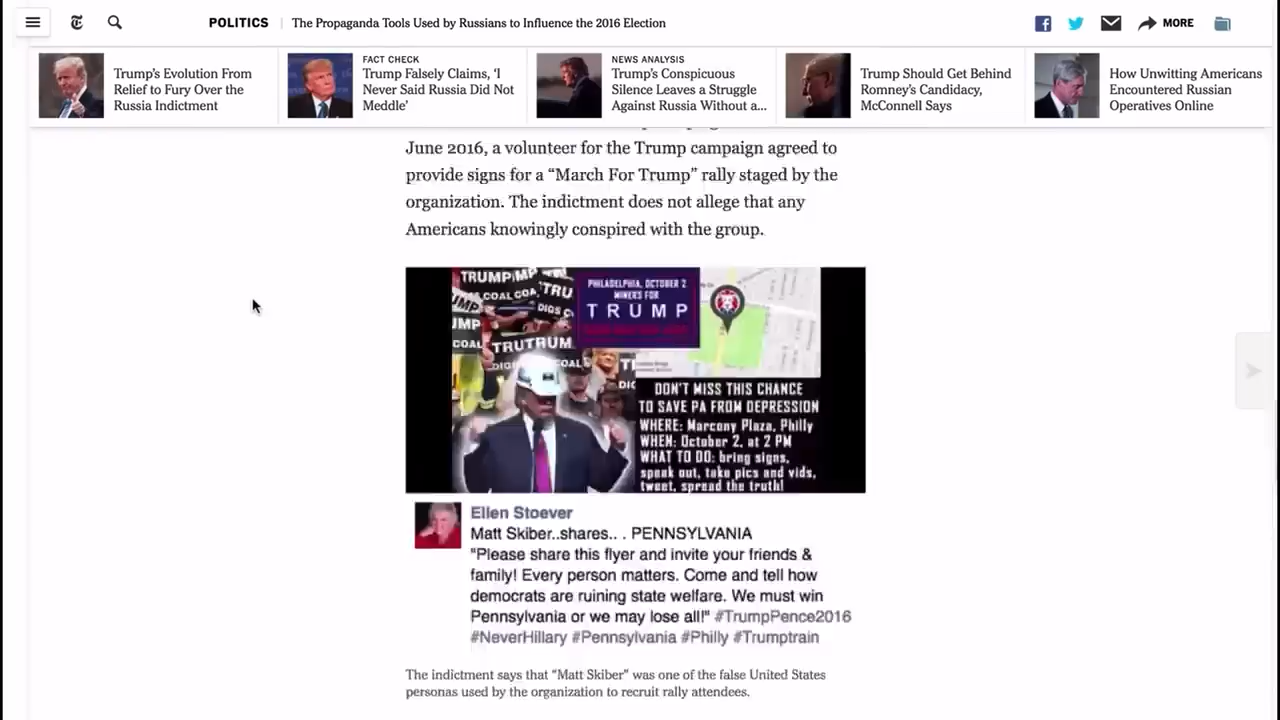 POLITICS
The Propaganda Tools Used by Russians to Influence the 2016 Election
MORE
Trump's Evolution From
Relief to Fury Over the
Russia Indictment
FACT CHECK
Trump Falsely Claims, 'I
Never Said Russia Did Not
Meddle'
NEWS ANALYSIS
Trump's Conspicuous
Silence Leaves a Struggle
Against Russia Without a...
Trump Should Get Behind
Romney's Candidacy,
McConnell Says
How Unwitting Americans
Encountered Russian
Operatives Online
June 2016, a volunteer for the Trump campaign agreed to
provide signs for a “March For Trump” rally staged by the
organization. The indictment does not allege that any
Americans knowingly conspired with the group.
PHILADELPHIA, OCTOBER 2
MINERS FOR
TRUMP
DON'T MISS THIS CHANCE
TO SAVE PA FROM DEPRESSION
WHERE: Marcony Plaza, Philly
WHEN: October 2, at 2 PM
WHAT TO DO: bring signs,
speak out, take pics and vids,
tweet, spread the truth!
Ellen Stoever
Matt Skiber..shares.. . PENNSYLVANIA
"Please share this flyer and invite your friends &
family! Every person matters. Come and tell how
democrats are ruining state welfare. We must win
Pennsylvania or we may lose all!" #TrumpPence2016
#NeverHillary #Pennsylvania #Philly #Trumptrain
The indictment says that “Matt Skiber” was one of the false United States
personas used by the organization to recruit rally attendees.